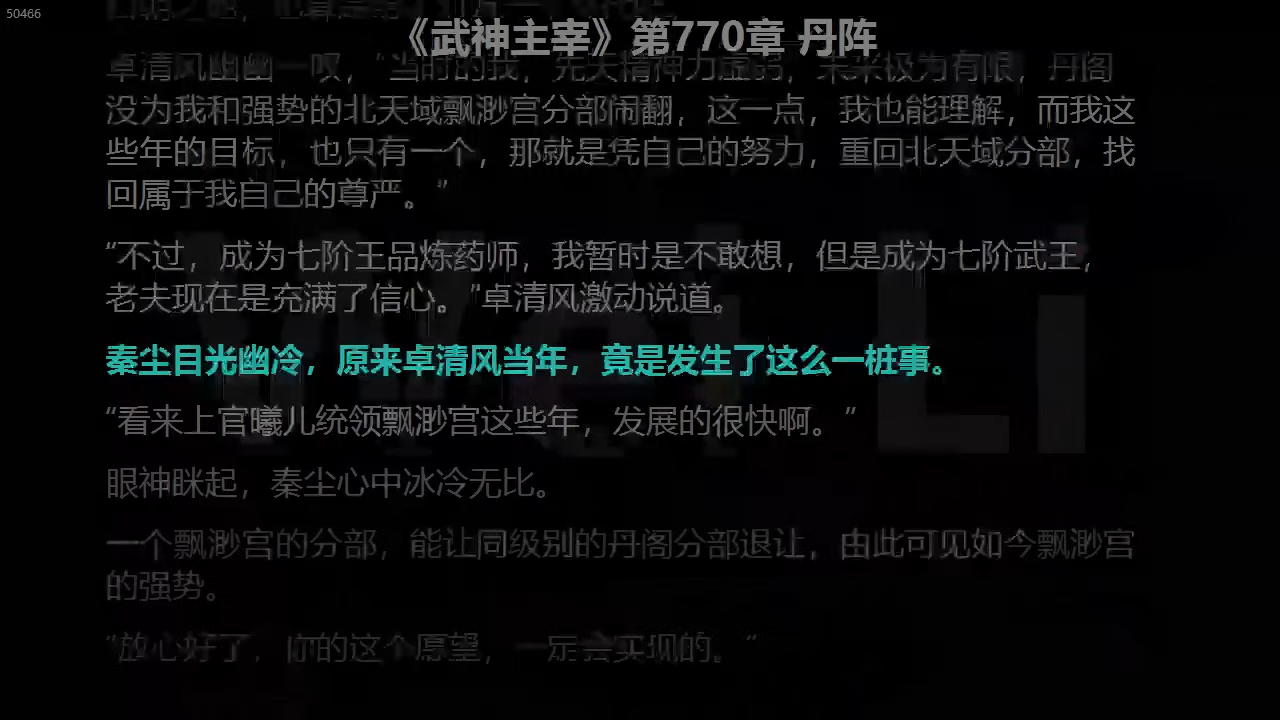 50466
《武神主宰》第770章 丹阵
卓清风幽幽一叹，“当时的我，先天精神力虚弱，未来极为有限，丹阁
没为我和强势的北天域飘渺宫分部闹翻，这一点，我也能理解，而我这
些年的目标，也只有一个，那就是凭自己的努力，重回北天域分部，找
回属于我自己的尊严。”
“不过，成为七阶王品炼药师，我暂时是不敢想，但是成为七阶武王，
老夫现在是充满了信心。”卓清风激动说道。
秦尘目光幽冷，原来卓清风当年，竟是发生了这么一桩事。
“看来上官曦儿统领飘渺宫这些年，发展的很快啊。”
眼神眯起，秦尘心中冰冷无比。
一个飘渺宫的分部，能让同级别的丹阁分部退让，由此可见如今飘渺宫
的强势。
“放心好了，你的这个愿望，一定会实现的。“
Wei Li